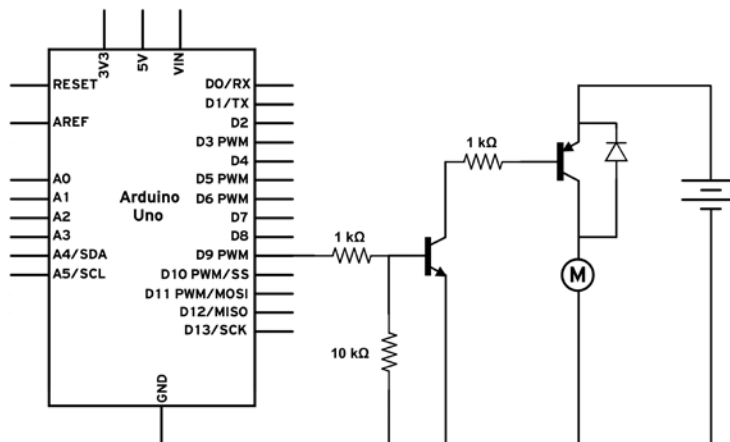 3V3
5V
VIN
RESET
AREF
A0
A1
A2
A3
A4/SDA
A5/SCL
Arduino
Uno
D0/RX
D1/TX
D2
D3 PWM
D4
D5 PWM
D6 PWM
D7
D8
D9 PWM
D10 PWM/SS
D11 PWM/MOSI
D12/MISO
D13/SCK
GND
1 kΩ
10 kΩ
1 kΩ
M